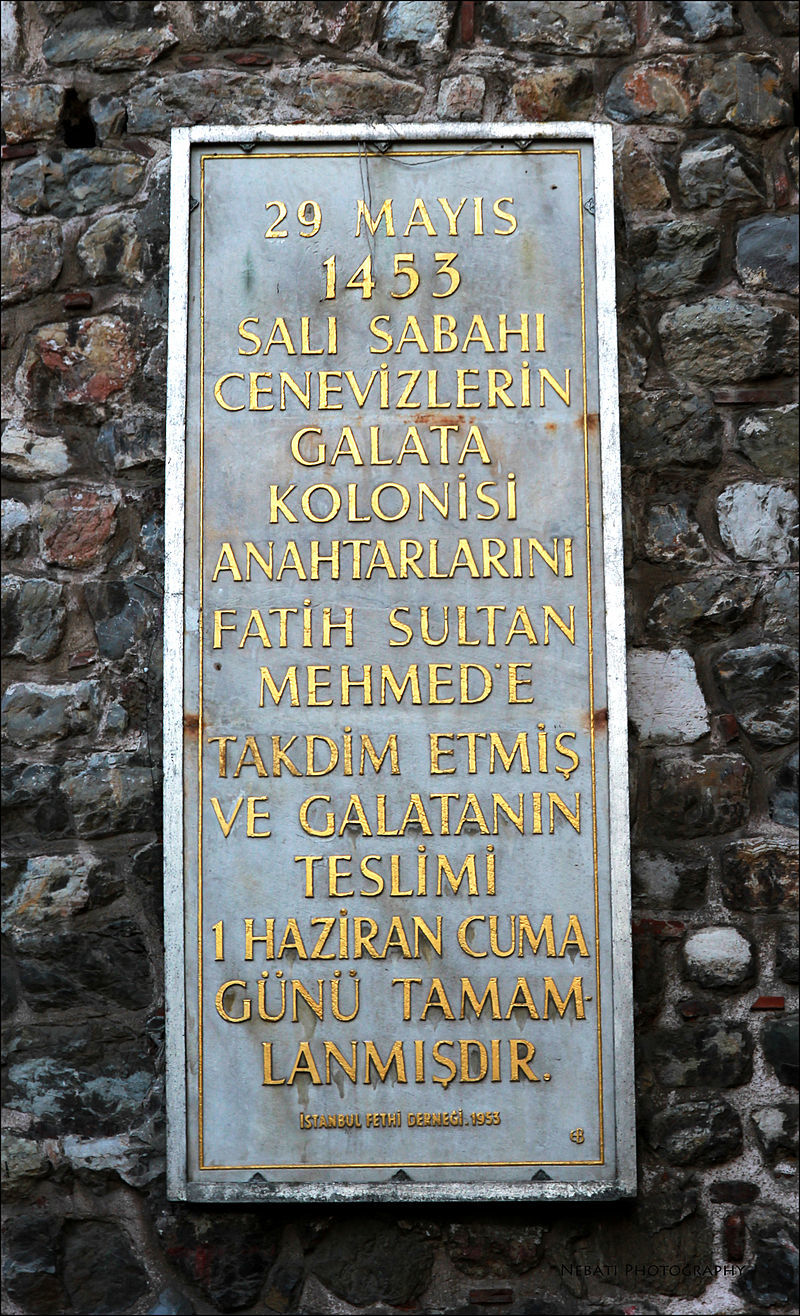 29 MAYIS
1453
SALI SABAHI
CENEVİZLERİN
GALATA
KOLONİSİ
ANAHTARLARINI
FATİH SULTAN
MEHMED'E
TAKDİM ETMİŞ
VE GALATANIN
TESLİMİ
1 HAZİRAN CUMA
GÜNÜ TAMAM-
LANMIŞDIR.
İSTANBUL FETHİ DERNEĞİ. 1953
EB
NEBATI PHOTOGRAPHY